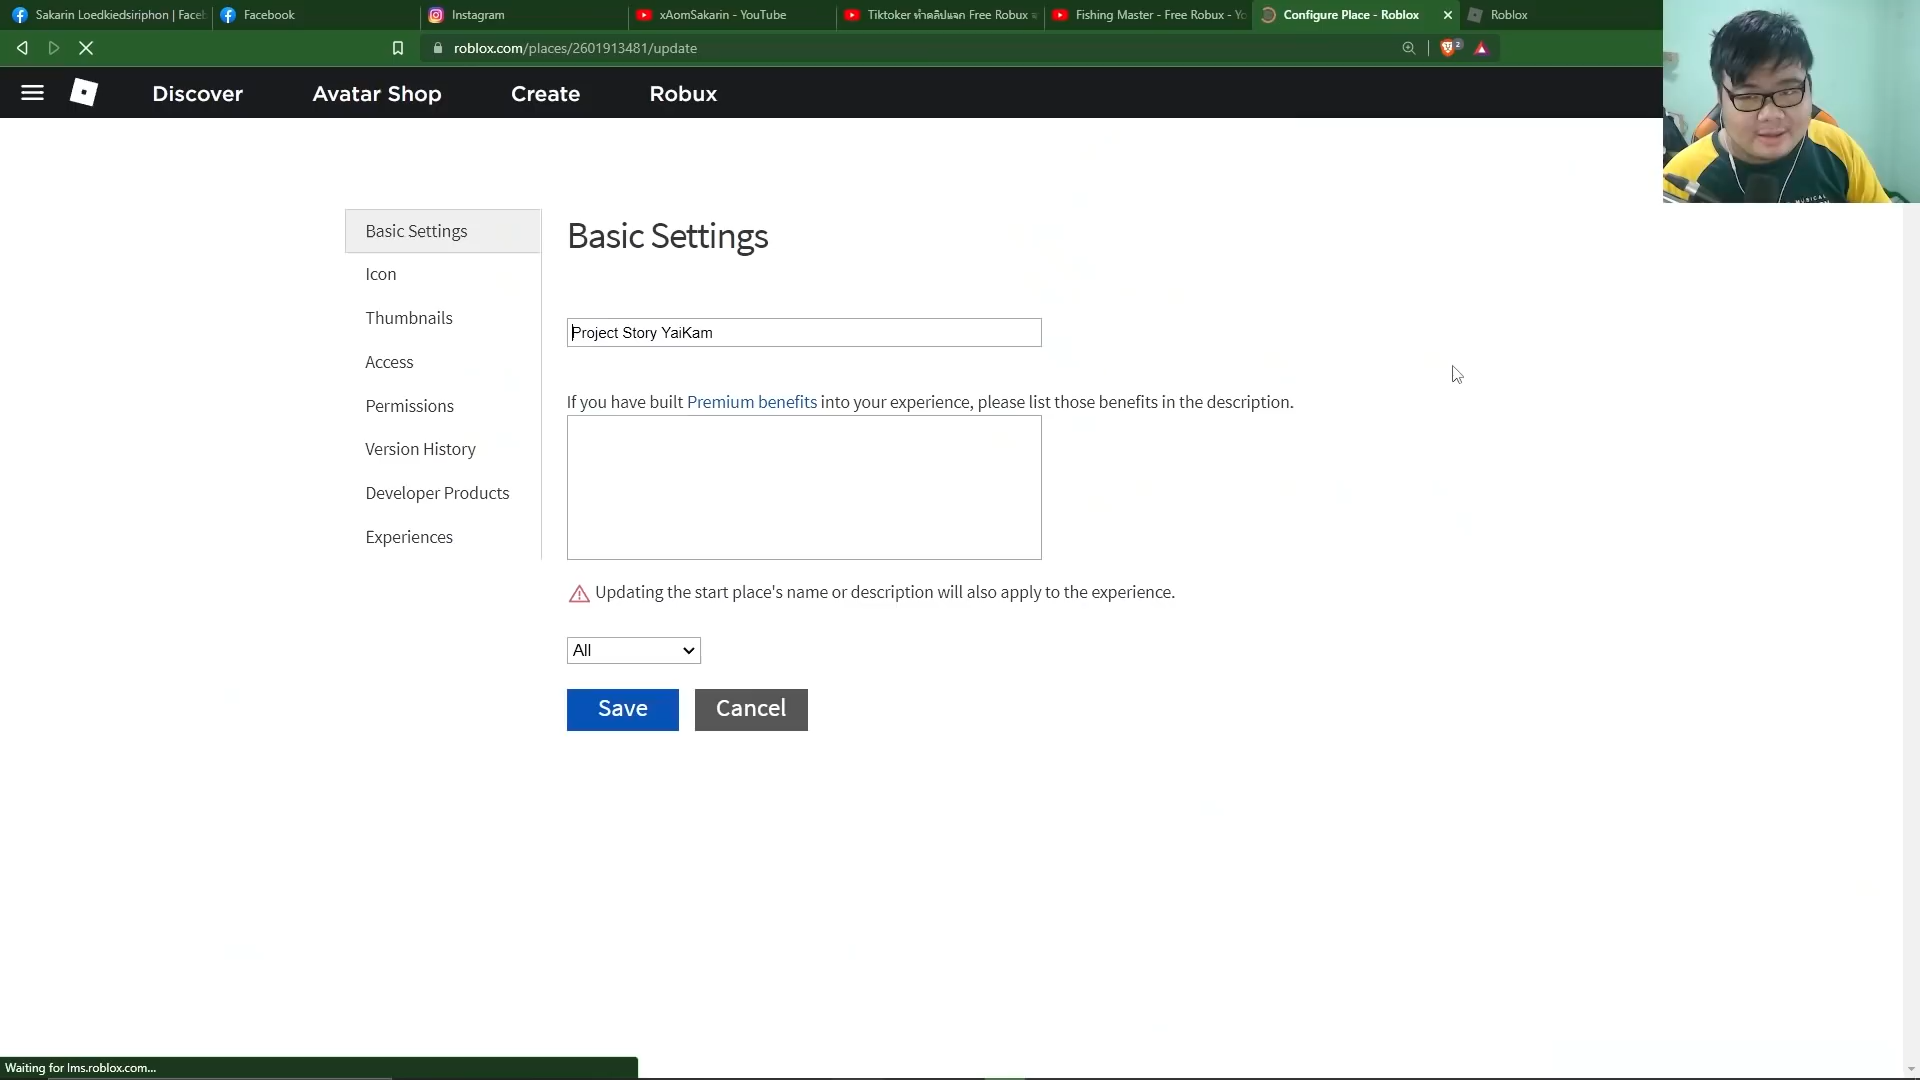 Sakarin Loedkiedsiriphon | Faceb
Facebook
Instagram
xAomSakarin - YouTube
Tiktoker ทำคลิปแจก Free Robux
Fishing Master - Free Robux - Yo
Configure Place - Roblox
Roblox
roblox.com/places/2601913481/update
2
Discover
Avatar Shop
Create
Robux
Basic Settings
Icon
Thumbnails
Access
Permissions
Version History
Developer Products
Experiences
Basic Settings
Project Story YaiKam
If you have built Premium benefits into your experience, please list those benefits in the description.
Updating the start place's name or description will also apply to the experience.
All
Save
Cancel
Waiting for lms.roblox.com...